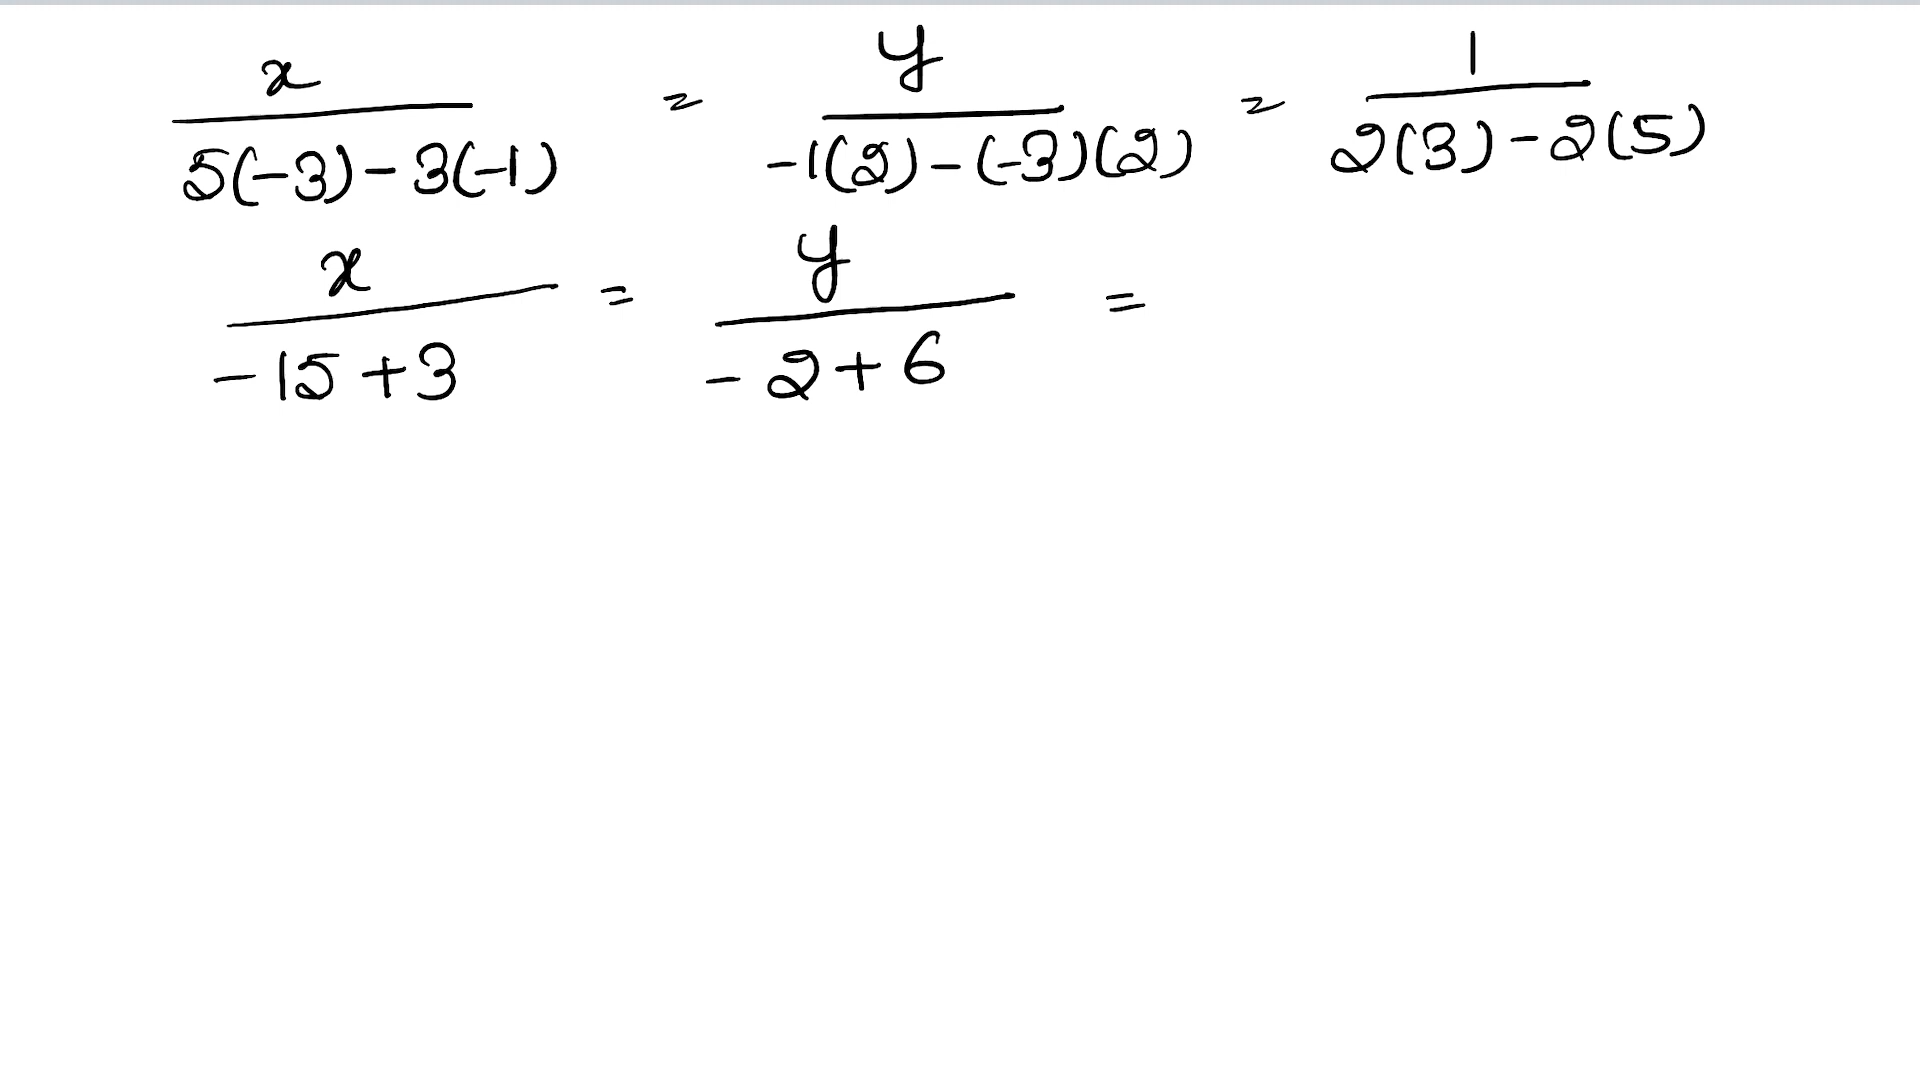 x / 5(-3) - 3(-1) = y / -1(2) - (-3)(2) = 1 / 2(3) - 2(5)
x / -15 + 3 = y / -2 + 6 =